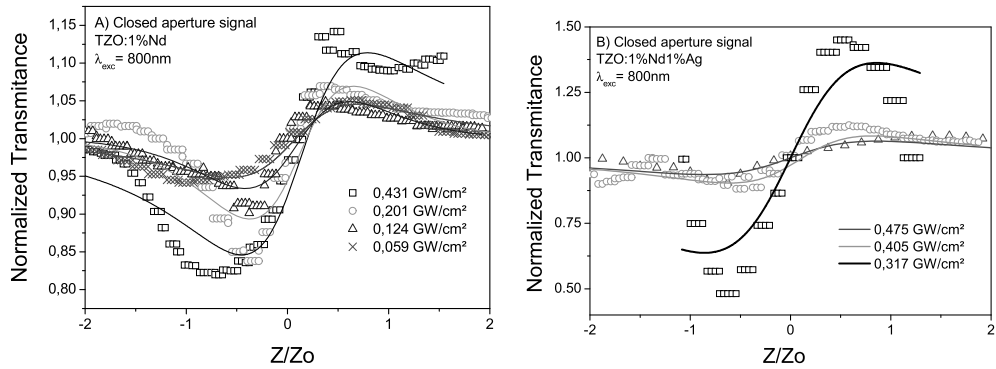 A) Closed aperture signal
TZO:1%Nd
λexc = 800nm
Normalized Transmitance
1,15
1,10
1,05
1,00
0,95
0,90
0,85
0,80
0,431 GW/cm²
0,201 GW/cm²
0,124 GW/cm²
0,059 GW/cm²
-2 -1 0 1 2
Z/Zo
B) Closed aperture signal
TZO:1%Nd1%Ag
λexc = 800nm
Normalized Transmitance
1.50
1.25
1.00
0.75
0.50
0,475 GW/cm²
0,405 GW/cm²
0,317 GW/cm²
-2 -1 0 1 2
Z/Zo